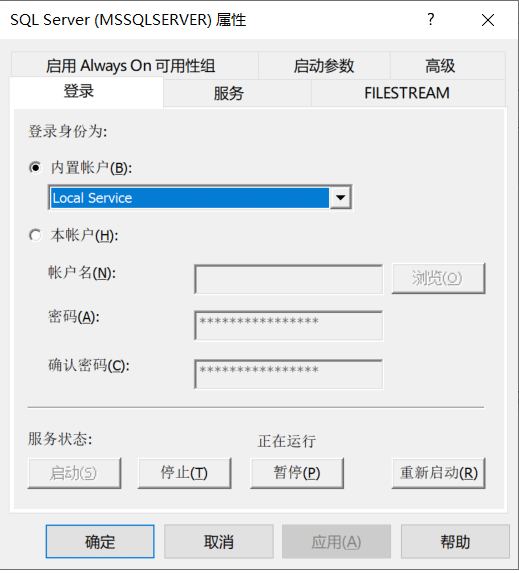 SQL Server (MSSQLSERVER) 属性
? ×
启用 Always On 可用性组 启动参数 高级
登录 服务 FILESTREAM
登录身份为:
内置帐户(B):
Local Service
本帐户(H):
帐户名(N): 浏览(O)
密码(A): ****************
确认密码(C): ****************
服务状态: 正在运行
启动(S) 停止(T) 暂停(P) 重新启动(R)
确定 取消 应用(A) 帮助